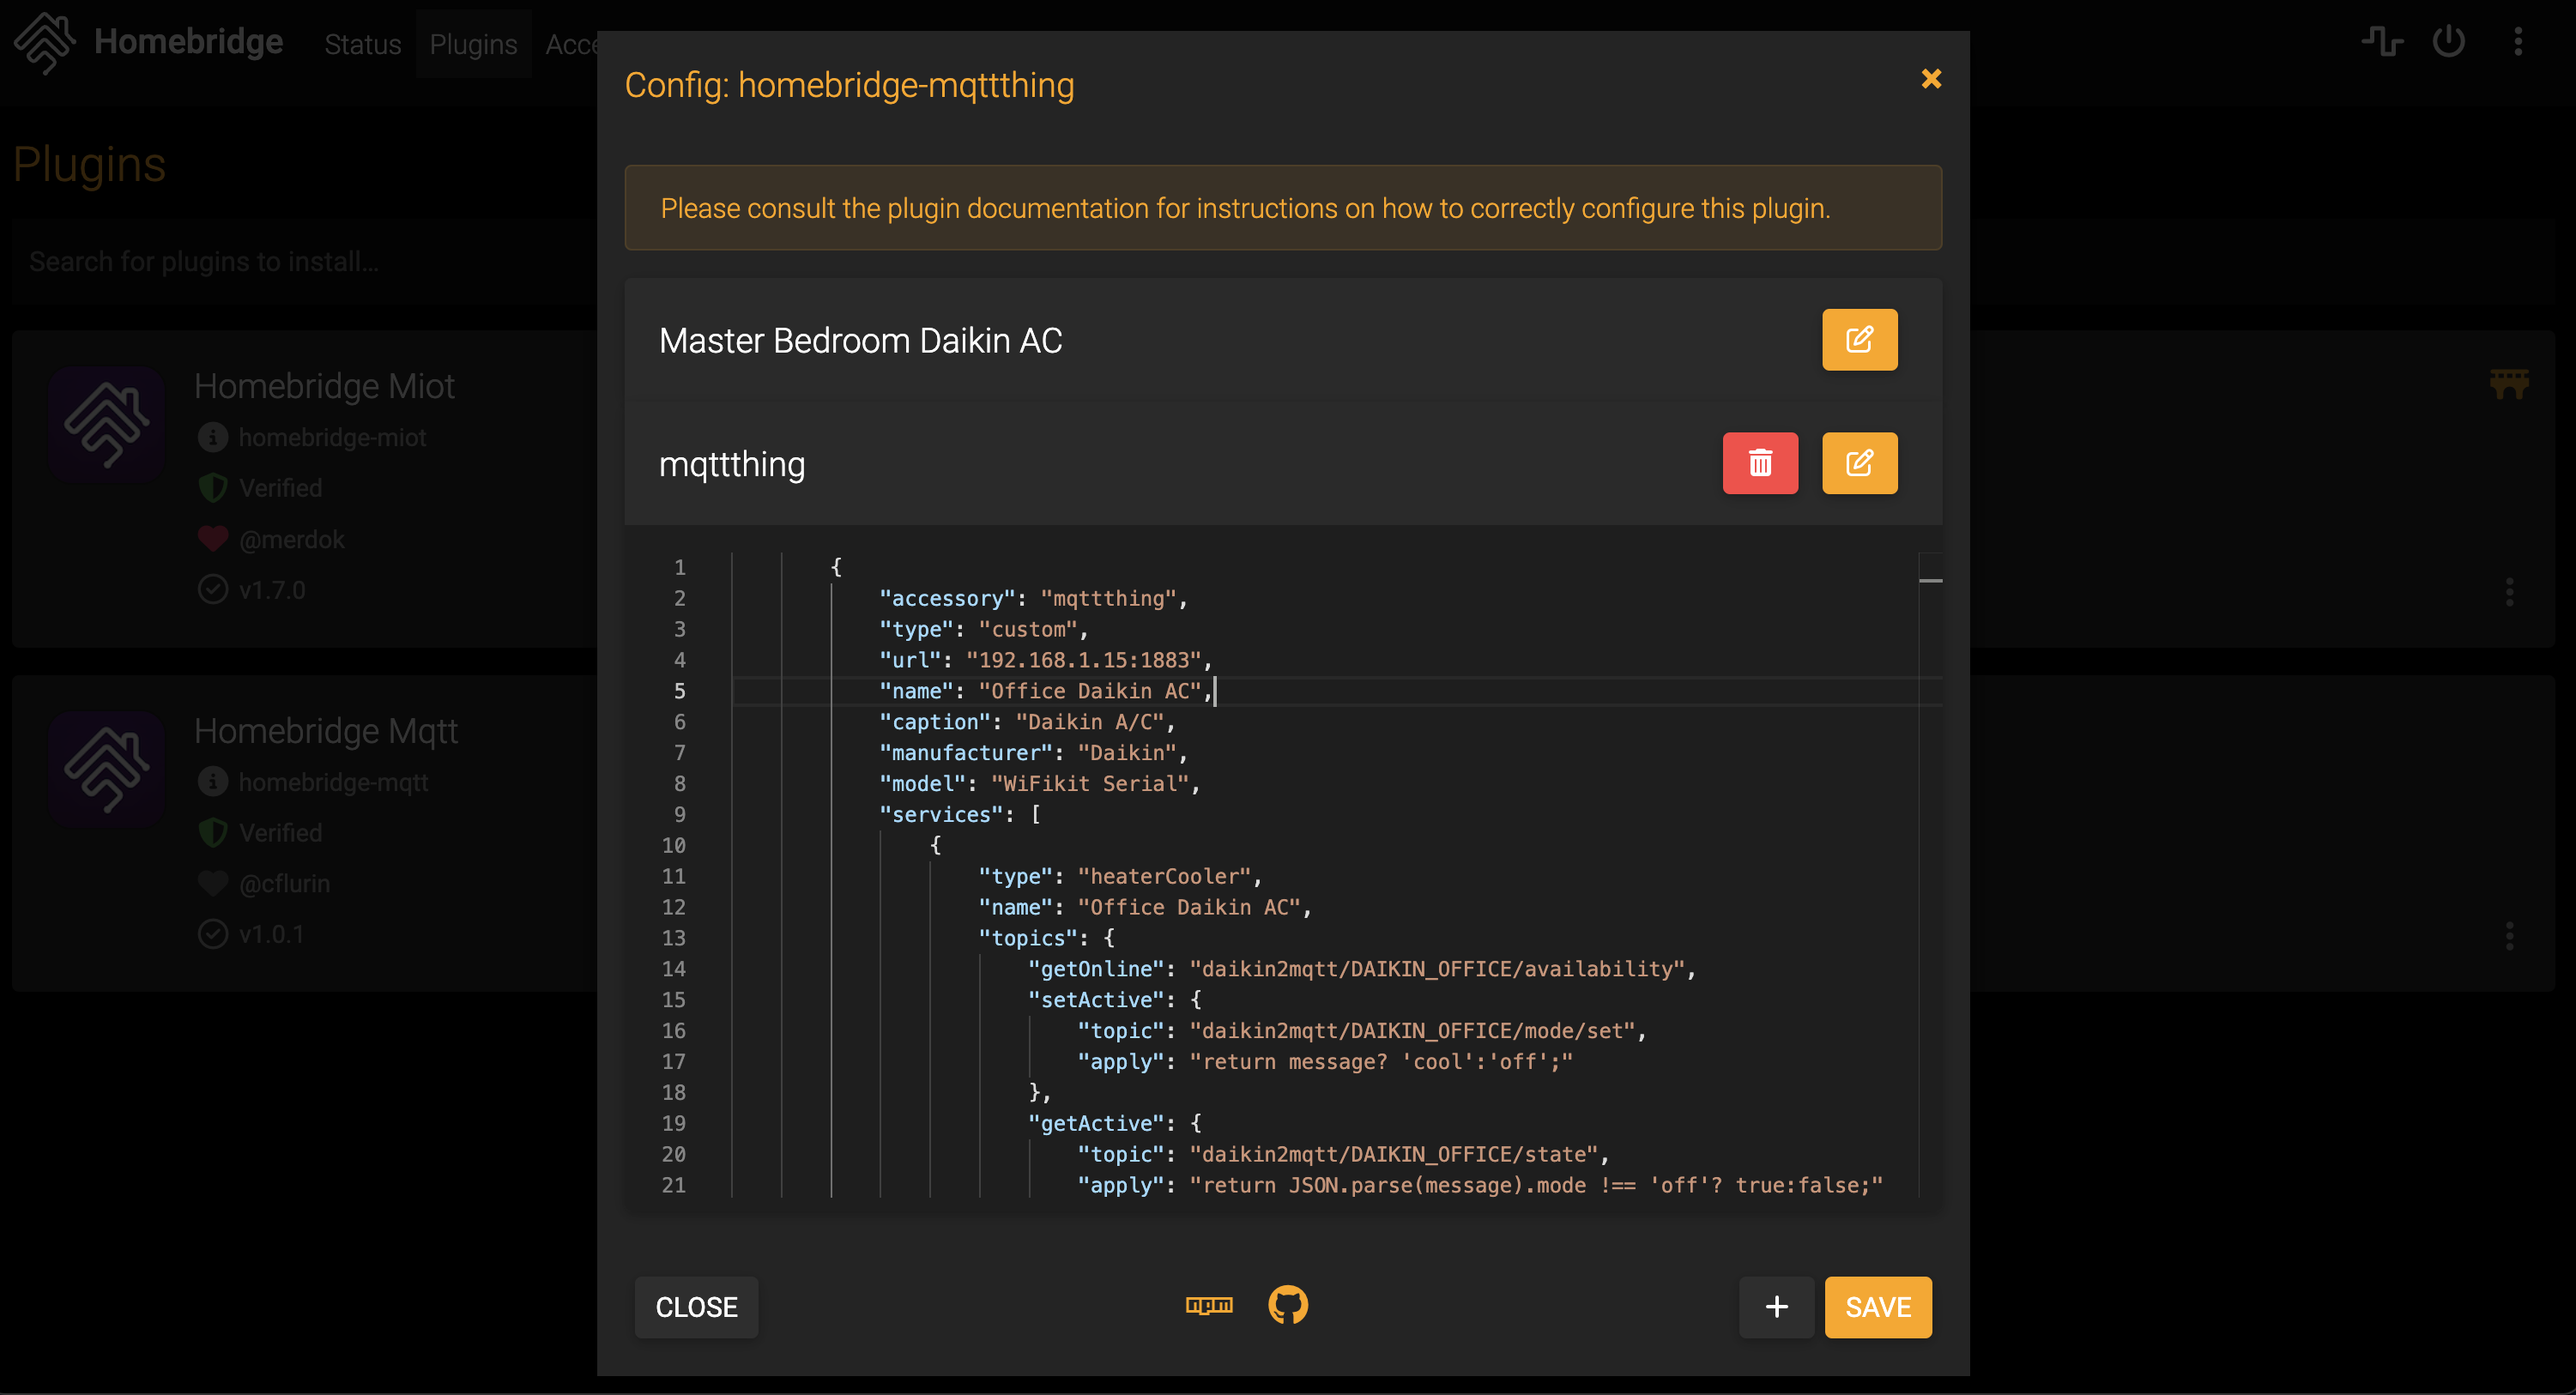 Homebridge
Status
Plugins
Acce
Plugins
Search for plugins to install...
Homebridge Miot
homebridge-miot
Verified
@merdok
v1.7.0
Homebridge Mqtt
homebridge-mqtt
Verified
@cflurin
v1.0.1
Config: homebridge-mqttthing
Please consult the plugin documentation for instructions on how to correctly configure this plugin.
Master Bedroom Daikin AC
mqttthing
1 {
2 "accessory": "mqttthing",
3 "type": "custom",
4 "url": "192.168.1.15:1883",
5 "name": "Office Daikin AC",
6 "caption": "Daikin A/C",
7 "manufacturer": "Daikin",
8 "model": "WiFikit Serial",
9 "services": [
10 {
11 "type": "heaterCooler",
12 "name": "Office Daikin AC",
13 "topics": {
14 "getOnline": "daikin2mqtt/DAIKIN_OFFICE/availability",
15 "setActive": {
16 "topic": "daikin2mqtt/DAIKIN_OFFICE/mode/set",
17 "apply": "return message? 'cool':'off';"
18 },
19 "getActive": {
20 "topic": "daikin2mqtt/DAIKIN_OFFICE/state",
21 "apply": "return JSON.parse(message).mode !== 'off'? true:false;"
CLOSE
npm
+
SAVE